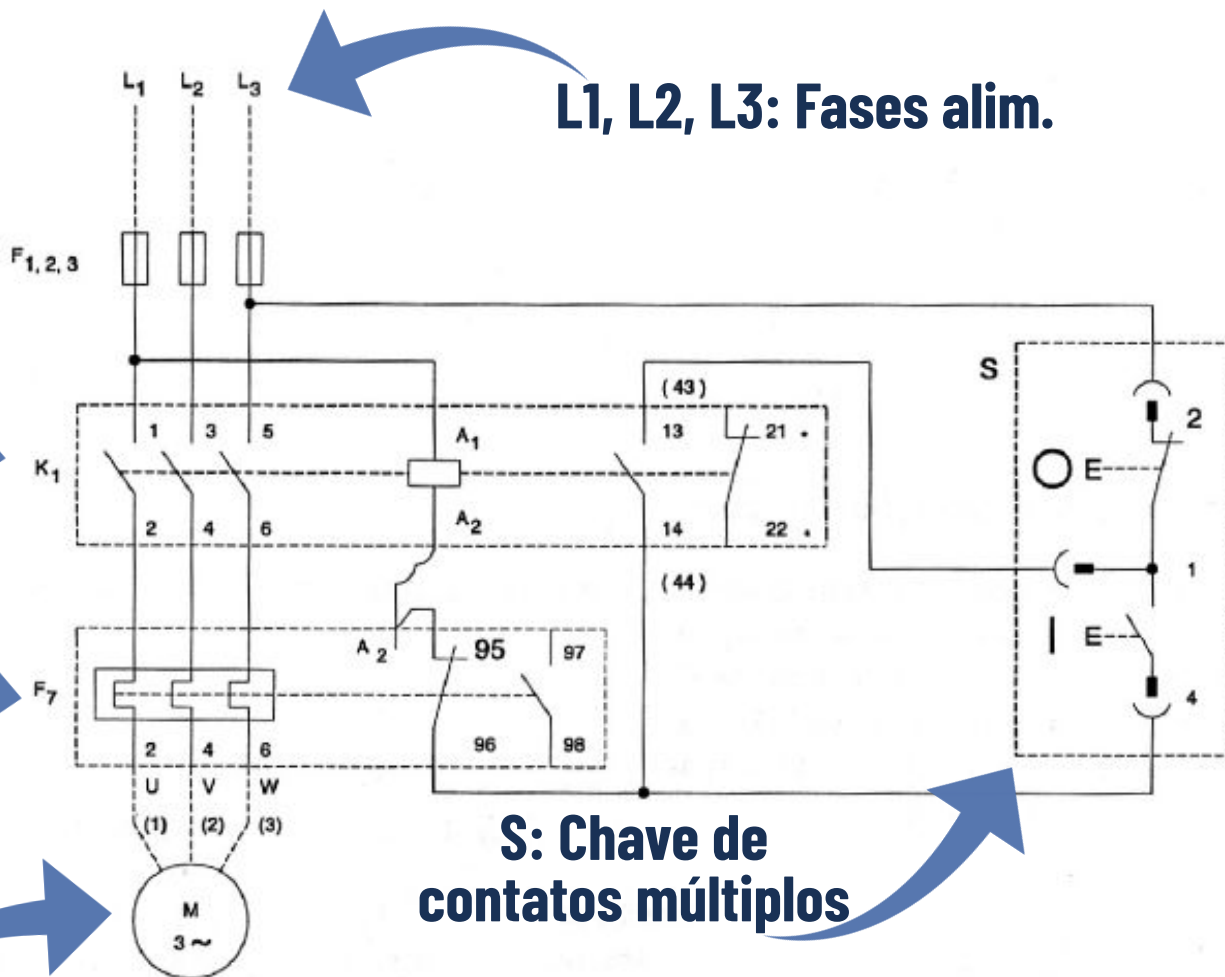 L1 L2 L3
L1, L2, L3: Fases alim.
F1, 2, 3
(43)
S
1 3 5 A1 13 21 .
2
K1
O E
2 4 6 A2 14 22 .
(44)
1
I E
A2 95 97
F7
4
2 4 6 96 98
U V W
(1) (2) (3)
S: Chave de
contatos múltiplos
M
3 ~